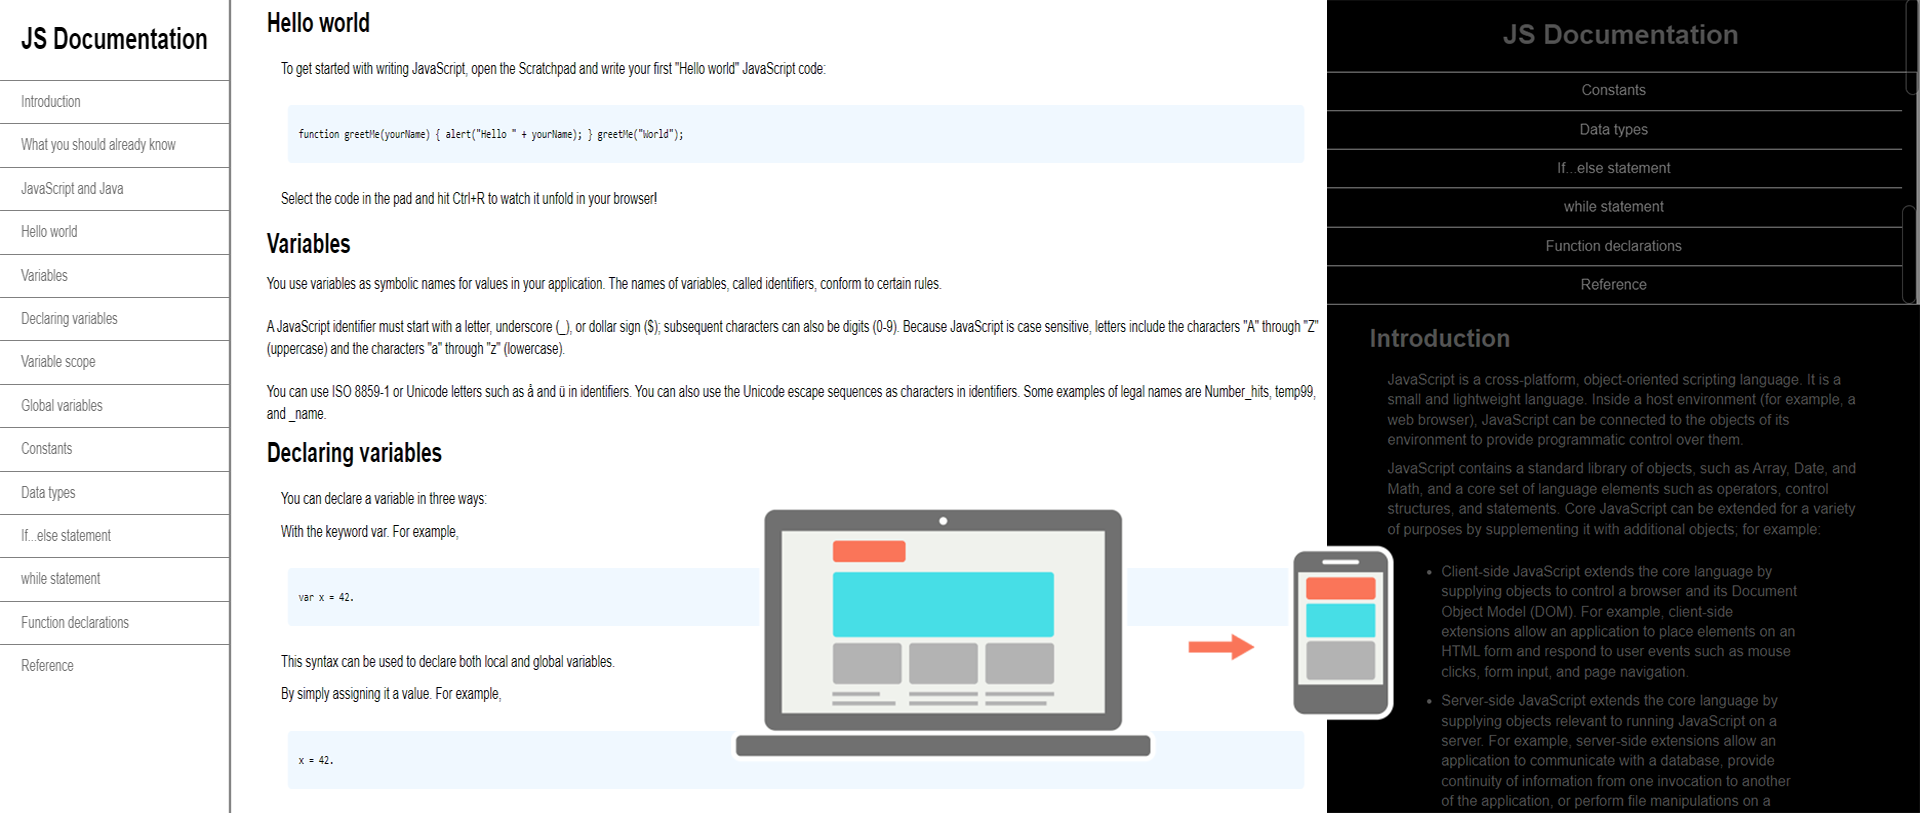 JS Documentation
Introduction
What you should already know
JavaScript and Java
Hello world
Variables
Declaring variables
Variable scope
Global variables
Constants
Data types
If...else statement
while statement
Function declarations
Reference
Hello world
To get started with writing JavaScript, open the Scratchpad and write your first "Hello world" JavaScript code:
function greetMe(yourName) { alert("Hello " + yourName); } greetMe("World");
Select the code in the pad and hit Ctrl+R to watch it unfold in your browser!
Variables
You use variables as symbolic names for values in your application. The names of variables, called identifiers, conform to certain rules.
A JavaScript identifier must start with a letter, underscore (_), or dollar sign ($); subsequent characters can also be digits (0-9). Because JavaScript is case sensitive, letters include the characters "A" through "Z"
(uppercase) and the characters "a" through "z" (lowercase).
You can use ISO 8859-1 or Unicode letters such as å and ü in identifiers. You can also use the Unicode escape sequences as characters in identifiers. Some examples of legal names are Number_hits, temp99,
and _name.
Declaring variables
You can declare a variable in three ways:
With the keyword var. For example,
var x = 42.
This syntax can be used to declare both local and global variables.
By simply assigning it a value. For example,
x = 42.
JS Documentation
Constants
Data types
If...else statement
while statement
Function declarations
Reference
Introduction
JavaScript is a cross-platform, object-oriented scripting language. It is a
small and lightweight language. Inside a host environment (for example, a
web browser), JavaScript can be connected to the objects of its
environment to provide programmatic control over them.
JavaScript contains a standard library of objects, such as Array, Date, and
Math, and a core set of language elements such as operators, control
structures, and statements. Core JavaScript can be extended for a variety
of purposes by supplementing it with additional objects; for example:
• Client-side JavaScript extends the core language by
supplying objects to control a browser and its Document
Object Model (DOM). For example, client-side
extensions allow an application to place elements on an
HTML form and respond to user events such as mouse
clicks, form input, and page navigation.
• Server-side JavaScript extends the core language by
supplying objects relevant to running JavaScript on a
server. For example, server-side extensions allow an
application to communicate with a database, provide
continuity of information from one invocation to another
of the application, or perform file manipulations on a